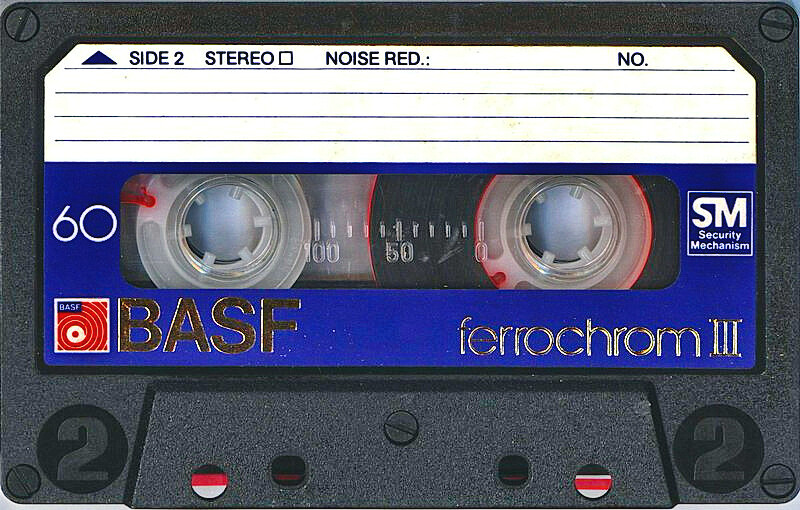 SIDE 2 STEREO NOISE RED.: NO.
60
100 50 0
SM
Security
Mechanism
BASF
BASF
ferrochrom III
2 2